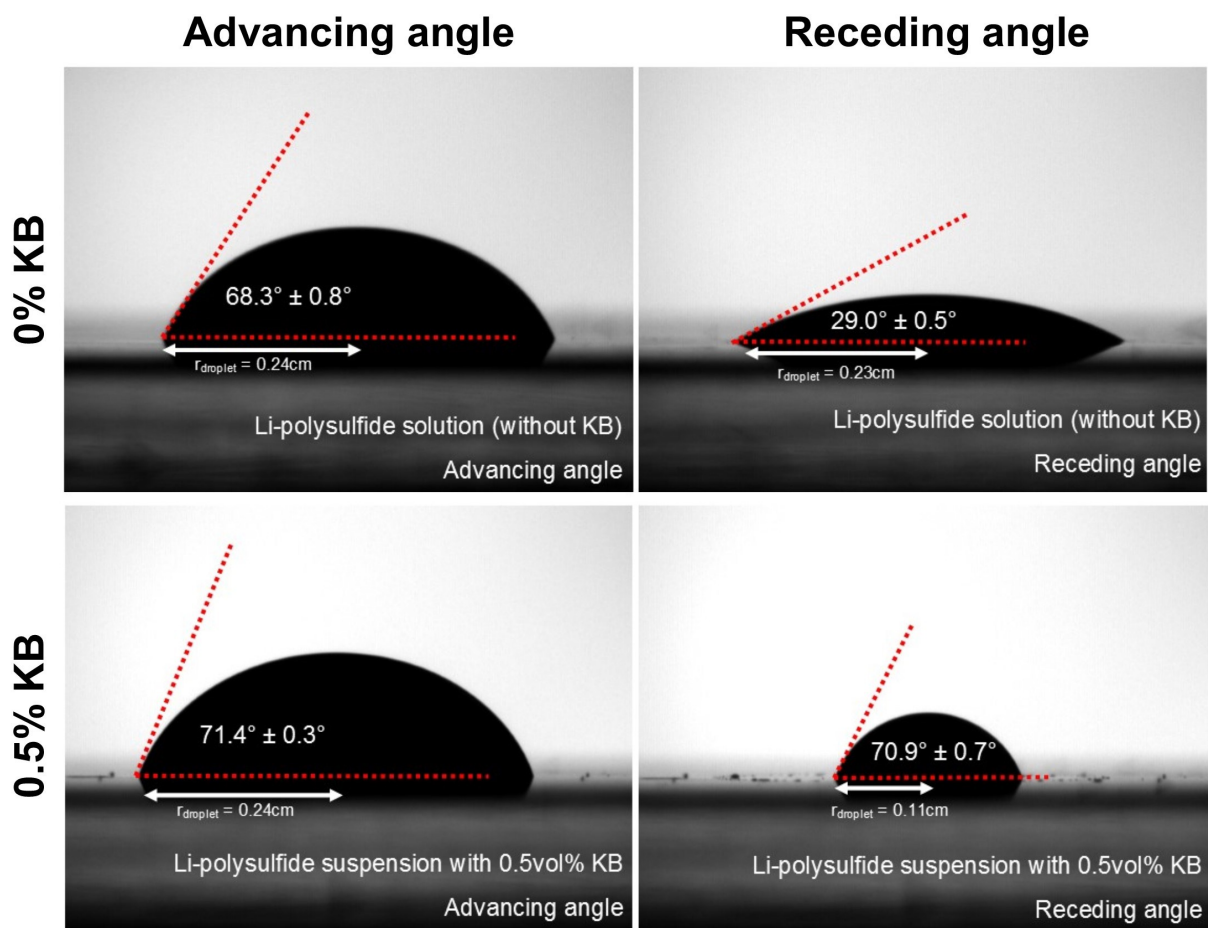 Advancing angle
Receding angle
0% KB
68.3° ± 0.8°
r_droplet = 0.24cm
Li-polysulfide solution (without KB)
Advancing angle
29.0° ± 0.5°
r_droplet = 0.23cm
Li-polysulfide solution (without KB)
Receding angle
0.5% KB
71.4° ± 0.3°
r_droplet = 0.24cm
Li-polysulfide suspension with 0.5vol% KB
Advancing angle
70.9° ± 0.7°
r_droplet = 0.11cm
Li-polysulfide suspension with 0.5vol% KB
Receding angle